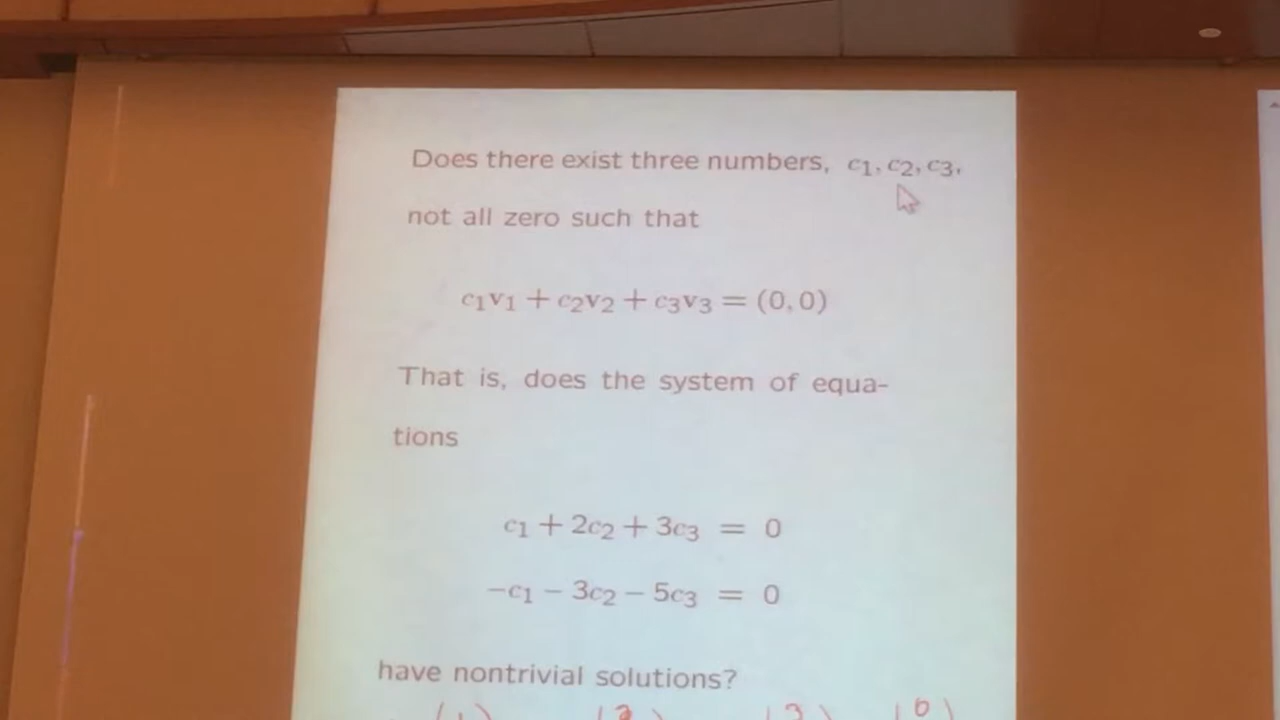 Does there exist three numbers, c₁, c₂, c₃,
not all zero such that
c₁v₁ + c₂v₂ + c₃v₃ = (0, 0)
That is, does the system of equa-
tions
c₁ + 2c₂ + 3c₃ = 0
−c₁ − 3c₂ − 5c₃ = 0
have nontrivial solutions?